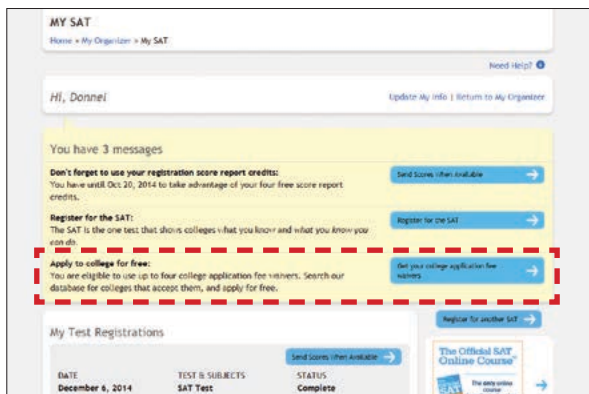 MY SAT
Home » My Organizer » My SAT
Need Help?
Hi, Donnel
Update My Info | Return to My Organizer
You have 3 messages
Don't forget to use your registration score report credits:
You have until Oct 20, 2014 to take advantage of your four free score report
credits.
Send Scores When Available
Register for the SAT:
The SAT is the one test that shows colleges what you know and what you know you
can do.
Register for the SAT
Apply to college for free:
You are eligible to use up to four college application fee waivers. Search our
database for colleges that accept them, and apply for free.
Get your college application fee
waivers
Register for another SAT
My Test Registrations
Send Scores When Available
DATE TEST & SUBJECTS STATUS
December 6, 2014 SAT Test Complete
The Official SAT
Online Course™
SAT
The only online
course